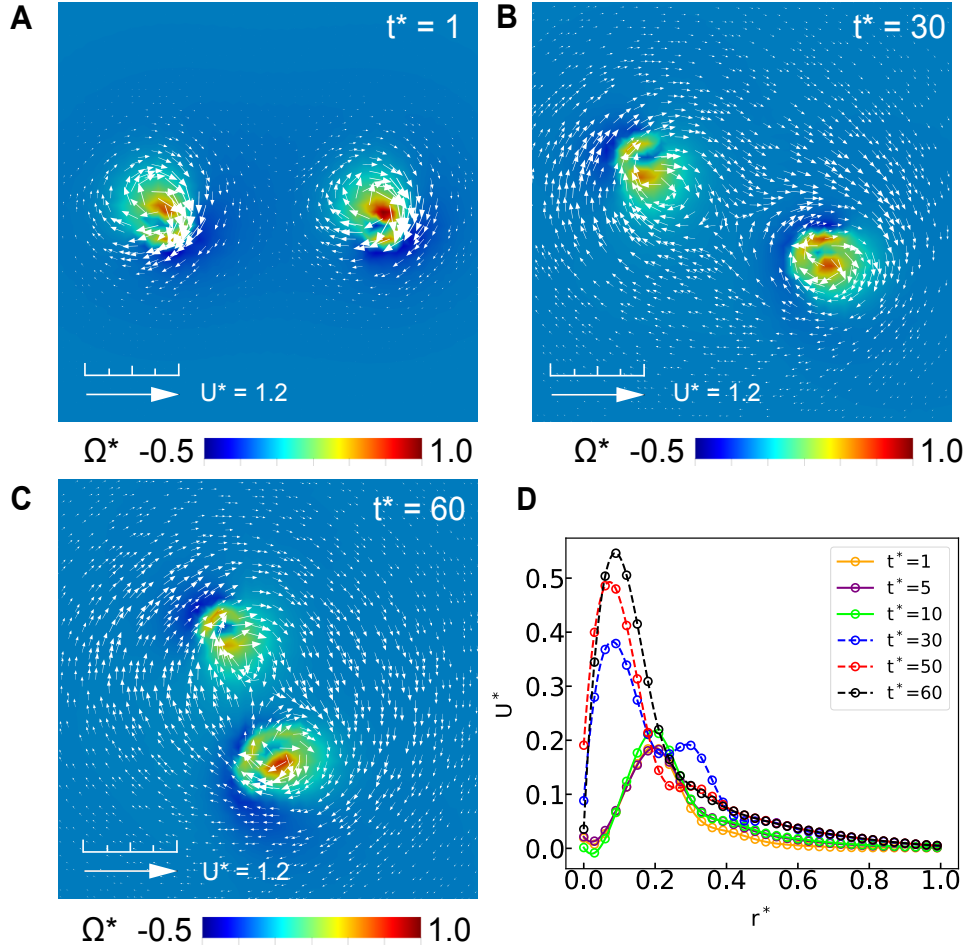 A
t* = 1
U* = 1.2
Ω* -0.5 1.0
B
t* = 30
U* = 1.2
Ω* -0.5 1.0
C
t* = 60
U* = 1.2
Ω* -0.5 1.0
D
t*=1
t*=5
t*=10
t*=30
t*=50
t*=60
U*
0.5
0.4
0.3
0.2
0.1
0.0
0.0 0.2 0.4 0.6 0.8 1.0
r*